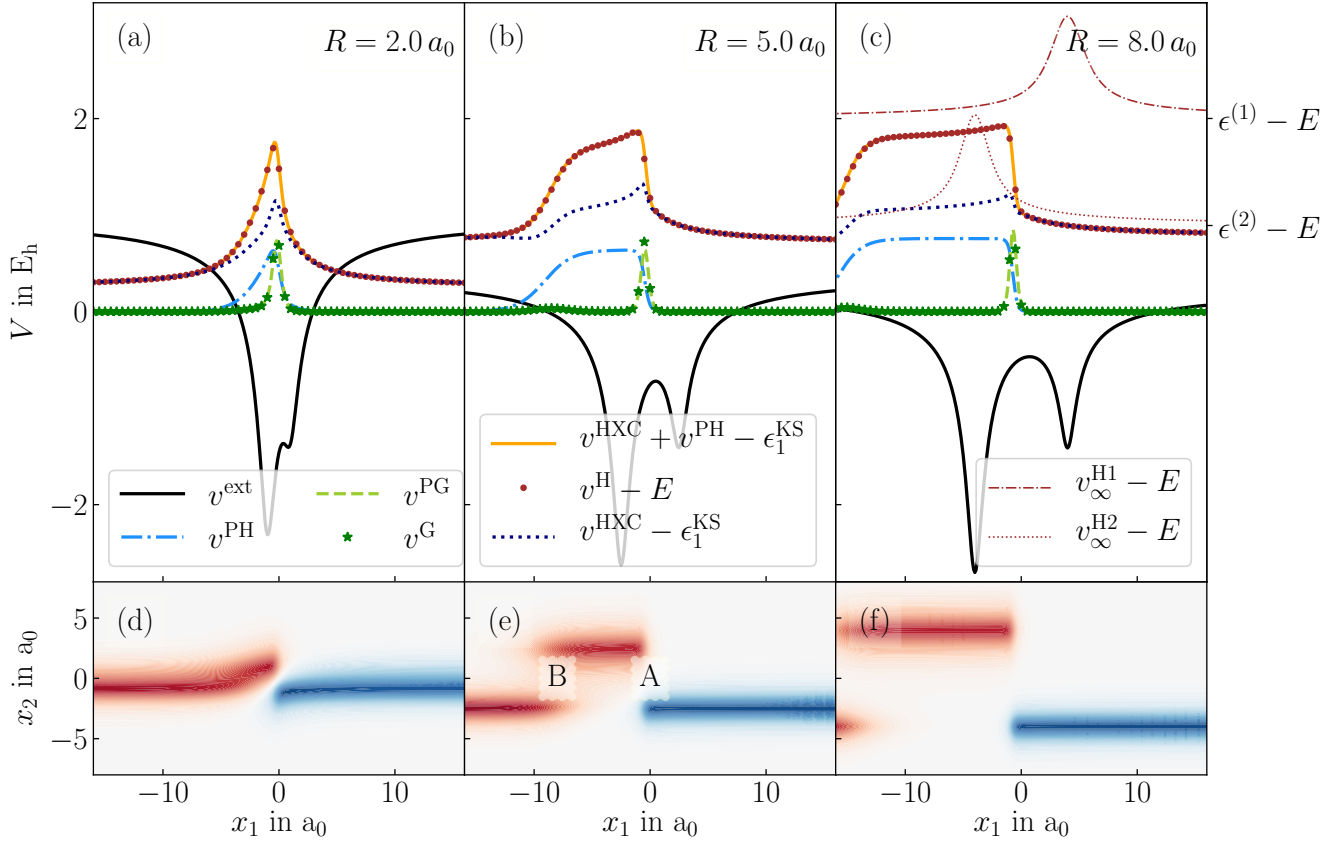 (a)
R = 2.0 a₀
(b)
R = 5.0 a₀
(c)
R = 8.0 a₀
V in Eₕ
2
0
−2
ϵ⁽¹⁾ − E
ϵ⁽²⁾ − E
v^ext
v^PH
v^PG
v^G
v^HXC + v^PH − ϵ₁^KS
v^H − E
v^HXC − ϵ₁^KS
v_∞^H1 − E
v_∞^H2 − E
(d)
(e)
(f)
B
A
x₂ in a₀
5
0
−5
−10
0
10
−10
0
10
−10
0
10
x₁ in a₀
x₁ in a₀
x₁ in a₀